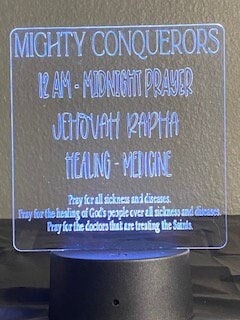 MIGHTY CONQUERORS
12 AM - MIDNIGHT PRAYER
JEHOVAH RAPHA
HEALING - MEDICINE
Pray for all sickness and diseases.
Pray for the healing of God's people over all sickness and diseases.
Pray for the doctors that are treating the Saints.